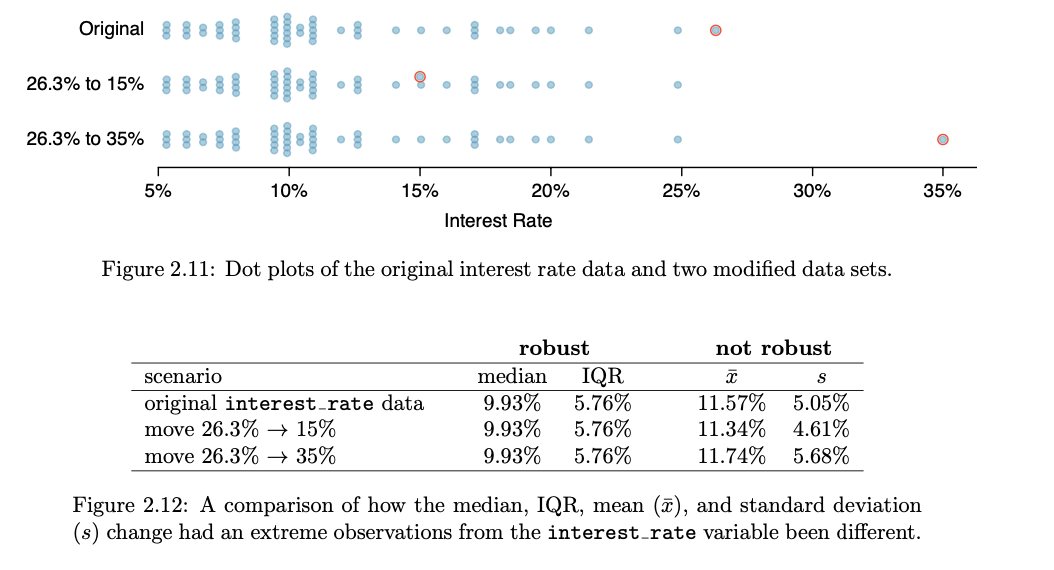 Original
26.3% to 15%
26.3% to 35%
5% 10% 15% 20% 25% 30% 35%
Interest Rate
Figure 2.11: Dot plots of the original interest rate data and two modified data sets.
robust not robust
scenario median IQR x̄ s
original interest_rate data 9.93% 5.76% 11.57% 5.05%
move 26.3% → 15% 9.93% 5.76% 11.34% 4.61%
move 26.3% → 35% 9.93% 5.76% 11.74% 5.68%
Figure 2.12: A comparison of how the median, IQR, mean (x̄), and standard deviation
(s) change had an extreme observations from the interest_rate variable been different.